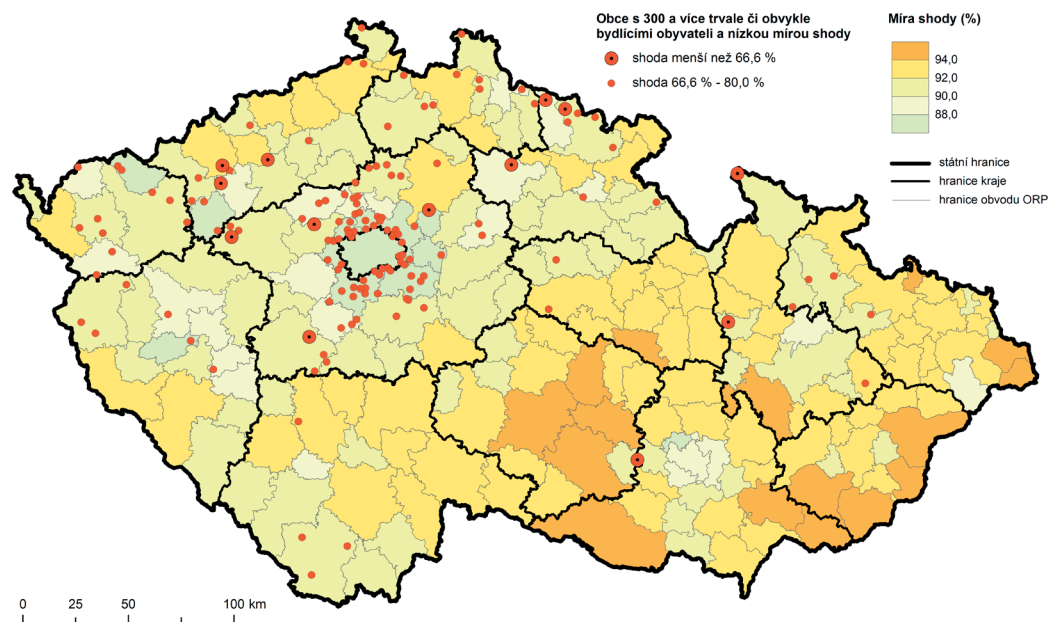 Obce s 300 a více trvale či obvykle
bydlícími obyvateli a nízkou mírou shody
shoda menší než 66,6 %
shoda 66,6 % - 80,0 %
Míra shody (%)
94,0
92,0
90,0
88,0
státní hranice
hranice kraje
hranice obvodu ORP
0 25 50 100 km